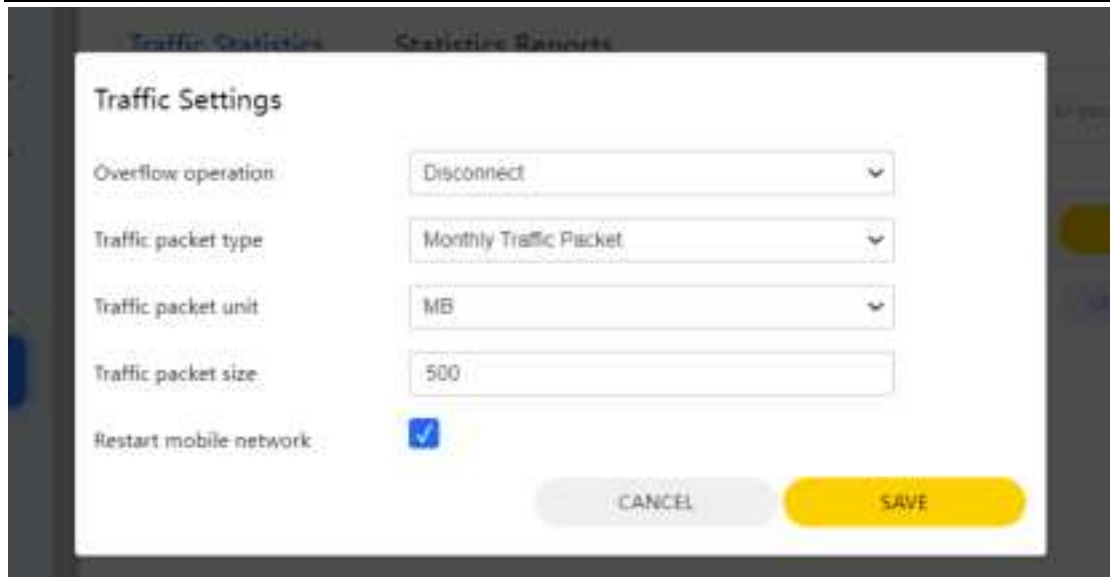 Traffic Statistics Statistics Reports
Traffic Settings
Overflow operation Disconnect
Traffic packet type Monthly Traffic Packet
Traffic packet unit MB
Traffic packet size 500
Restart mobile network
CANCEL SAVE